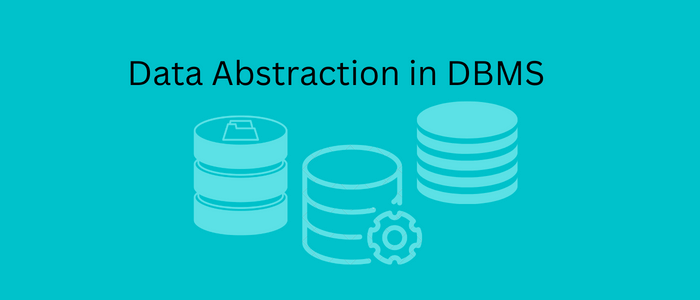 Data Abstraction in DBMS